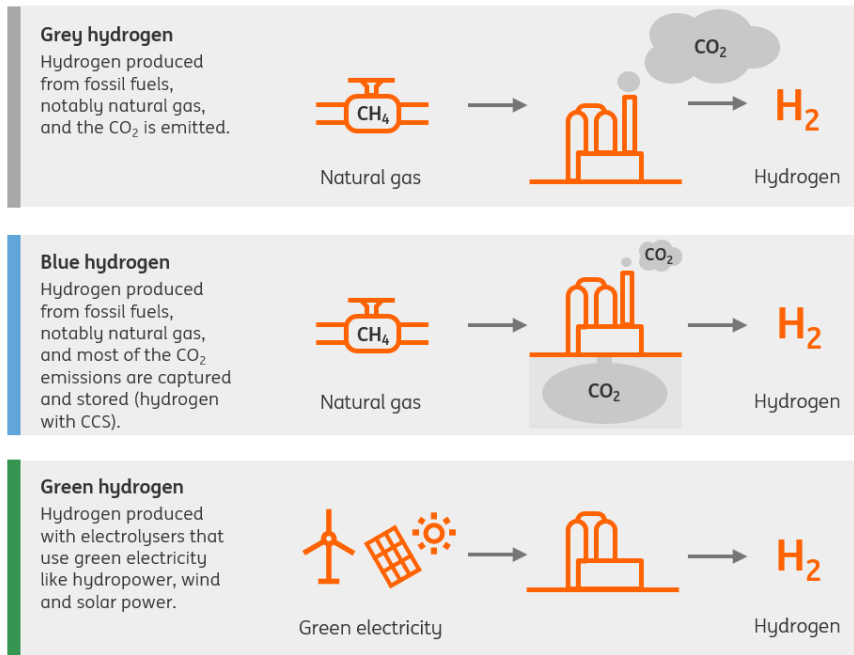 Grey hydrogen
Hydrogen produced
from fossil fuels,
notably natural gas,
and the CO₂ is emitted.
CH₄
Natural gas
CO₂
H₂
Hydrogen
Blue hydrogen
Hydrogen produced
from fossil fuels,
notably natural gas,
and most of the CO₂
emissions are captured
and stored (hydrogen
with CCS).
CH₄
Natural gas
CO₂
CO₂
H₂
Hydrogen
Green hydrogen
Hydrogen produced
with electrolysers that
use green electricity
like hydropower, wind
and solar power.
Green electricity
H₂
Hydrogen